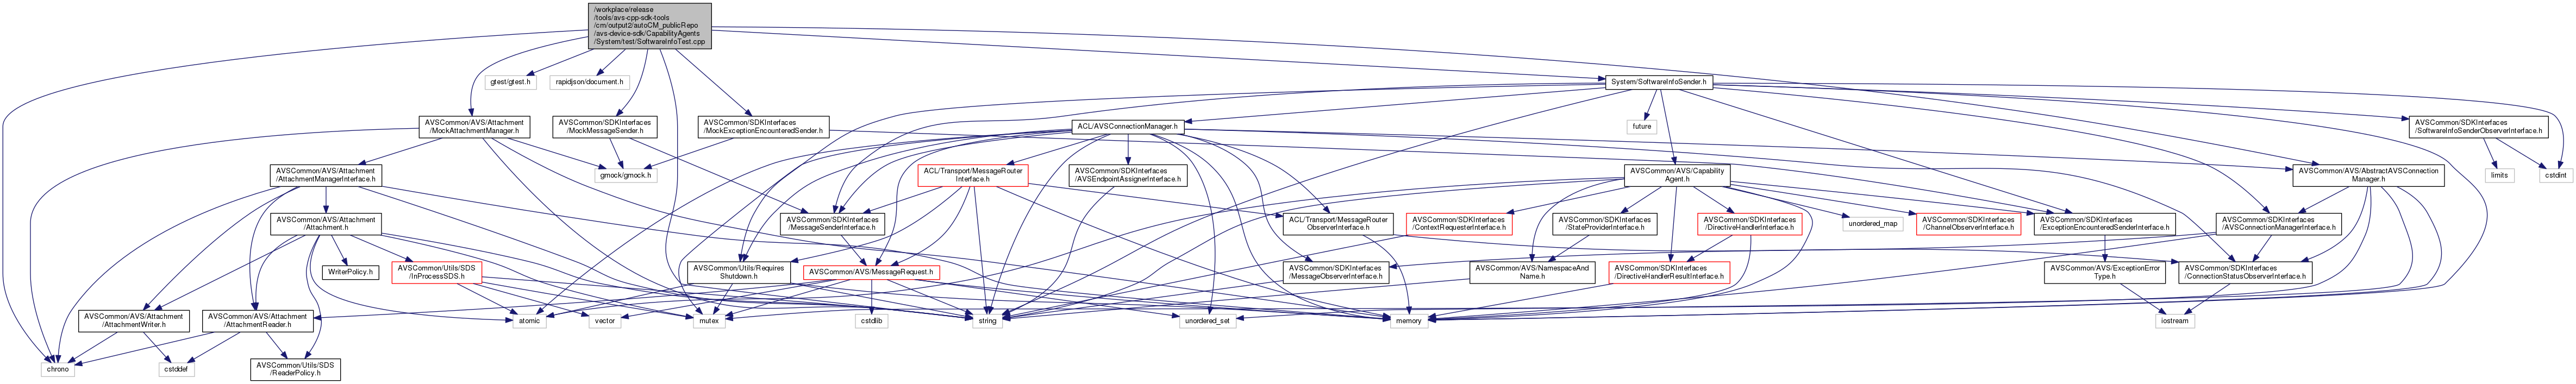 /workplace/release
/tools/avs-cpp-sdk-tools
/cm/output2/autoCM_publicRepo
/avs-device-sdk/CapabilityAgents
/System/test/SoftwareInfoTest.cpp
gtest/gtest.h
rapidjson/document.h
System/SoftwareInfoSender.h
AVSCommon/AVS/Attachment
/MockAttachmentManager.h
AVSCommon/SDKInterfaces
/MockMessageSender.h
AVSCommon/SDKInterfaces
/MockExceptionEncounteredSender.h
ACL/AVSConnectionManager.h
future
AVSCommon/SDKInterfaces
/SoftwareInfoSenderObserverInterface.h
AVSCommon/AVS/Attachment
/AttachmentManagerInterface.h
gmock/gmock.h
ACL/Transport/MessageRouter
Interface.h
AVSCommon/SDKInterfaces
/AVSEndpointAssignerInterface.h
AVSCommon/AVS/Capability
Agent.h
AVSCommon/AVS/AbstractAVSConnection
Manager.h
limits
cstdint
AVSCommon/AVS/Attachment
/Attachment.h
AVSCommon/SDKInterfaces
/MessageSenderInterface.h
ACL/Transport/MessageRouter
ObserverInterface.h
AVSCommon/SDKInterfaces
/ContextRequesterInterface.h
AVSCommon/SDKInterfaces
/StateProviderInterface.h
AVSCommon/SDKInterfaces
/DirectiveHandlerInterface.h
unordered_map
AVSCommon/SDKInterfaces
/ChannelObserverInterface.h
AVSCommon/SDKInterfaces
/ExceptionEncounteredSenderInterface.h
AVSCommon/SDKInterfaces
/AVSConnectionManagerInterface.h
WriterPolicy.h
AVSCommon/Utils/SDS
/InProcessSDS.h
AVSCommon/Utils/Requires
Shutdown.h
AVSCommon/AVS/MessageRequest.h
AVSCommon/SDKInterfaces
/MessageObserverInterface.h
AVSCommon/AVS/NamespaceAnd
Name.h
AVSCommon/SDKInterfaces
/DirectiveHandlerResultInterface.h
AVSCommon/AVS/ExceptionError
Type.h
AVSCommon/SDKInterfaces
/ConnectionStatusObserverInterface.h
AVSCommon/AVS/Attachment
/AttachmentWriter.h
AVSCommon/AVS/Attachment
/AttachmentReader.h
atomic
vector
mutex
cstdlib
string
unordered_set
memory
iostream
chrono
cstddef
AVSCommon/Utils/SDS
/ReaderPolicy.h